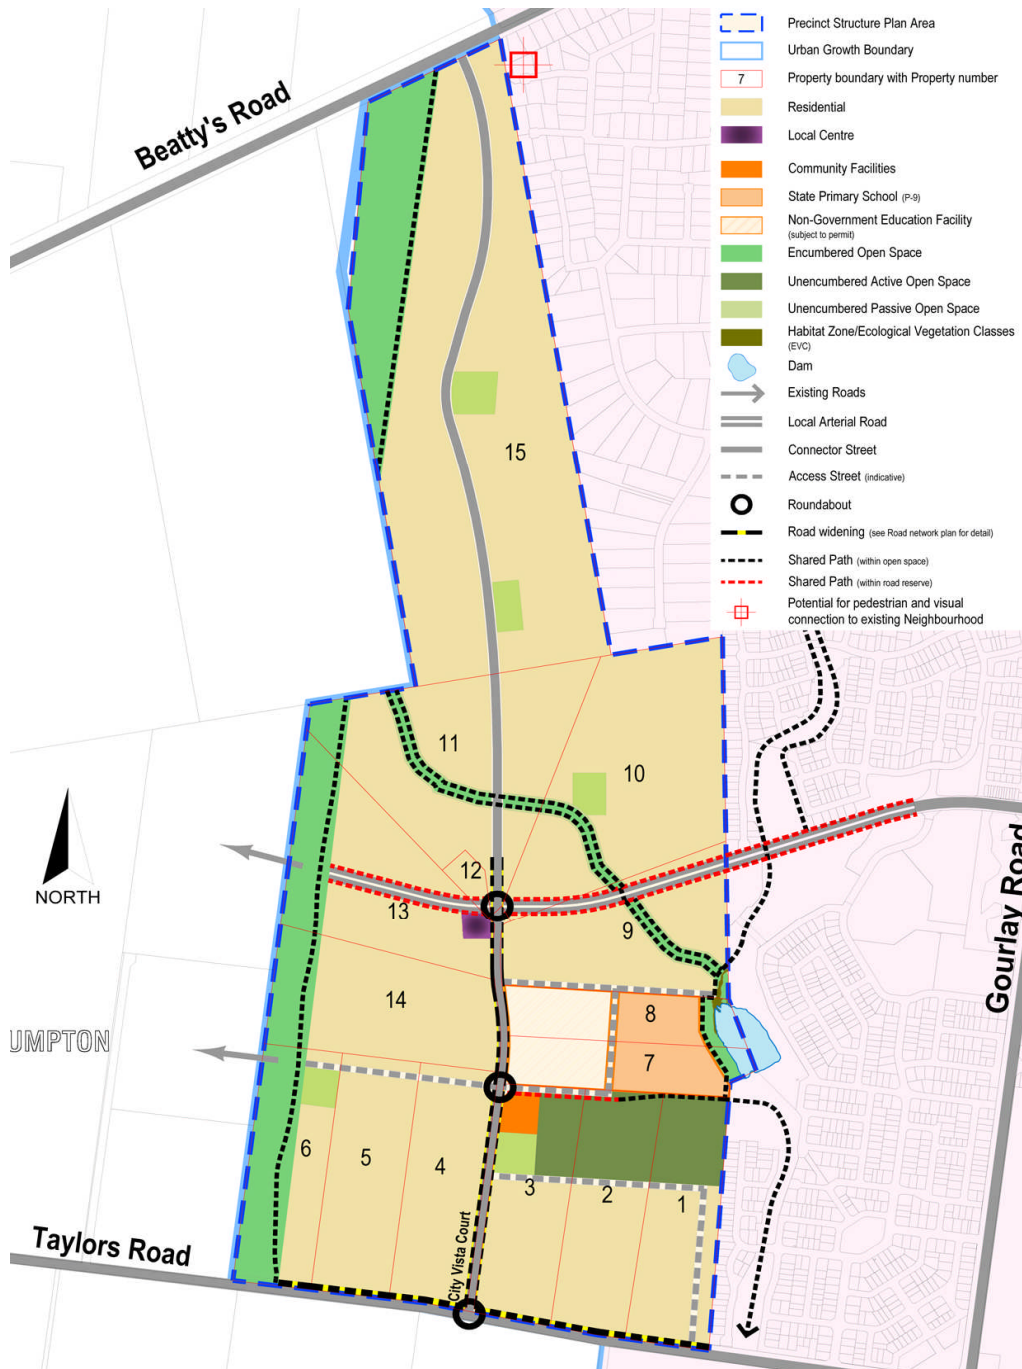 Precinct Structure Plan Area
Urban Growth Boundary
7 Property boundary with Property number
Residential
Local Centre
Community Facilities
State Primary School (P-9)
Non-Government Education Facility
(subject to permit)
Encumbered Open Space
Unencumbered Active Open Space
Unencumbered Passive Open Space
Habitat Zone/Ecological Vegetation Classes
(EVC)
Dam
Existing Roads
Local Arterial Road
Connector Street
Access Street (indicative)
Roundabout
Road widening (see Road network plan for detail)
Shared Path (within open space)
Shared Path (within road reserve)
Potential for pedestrian and visual
connection to existing Neighbourhood
Beatty's Road
15
11
10
12
13
9
NORTH
Gourlay Road
14
8
7
UMPTON
6
5
4
3
2
1
City Vista Court
Taylors Road